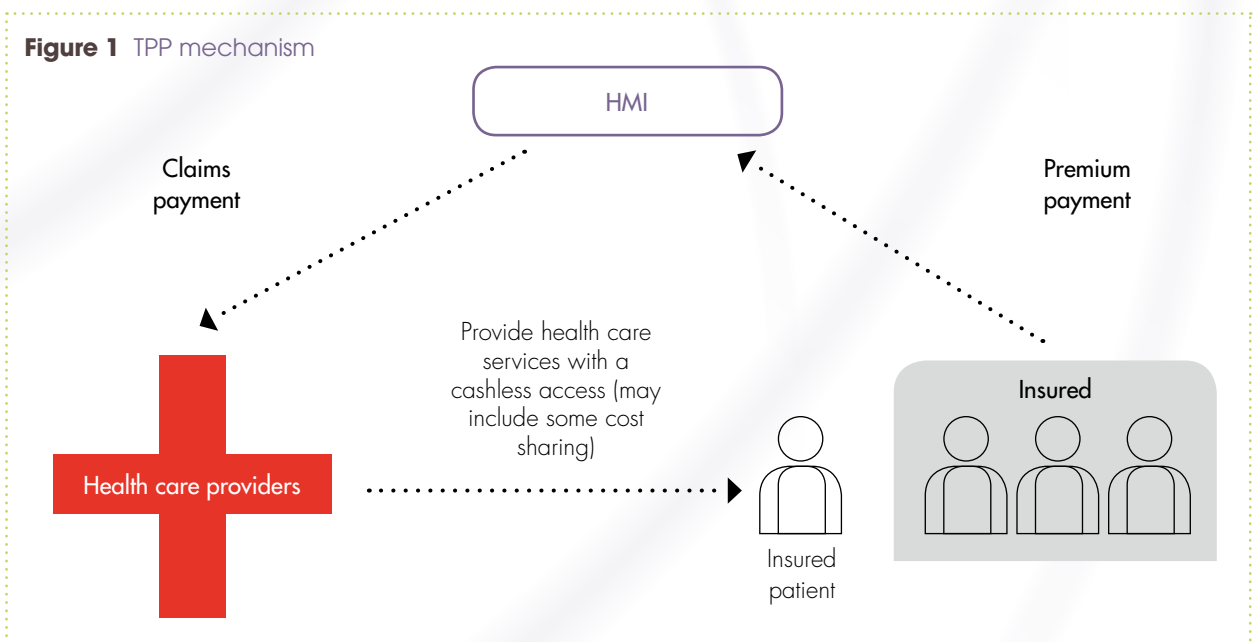 Figure 1 TPP mechanism
HMI
Claims
payment
Premium
payment
Provide health care
services with a
cashless access (may
include some cost
sharing)
Insured
Health care providers
Insured
patient